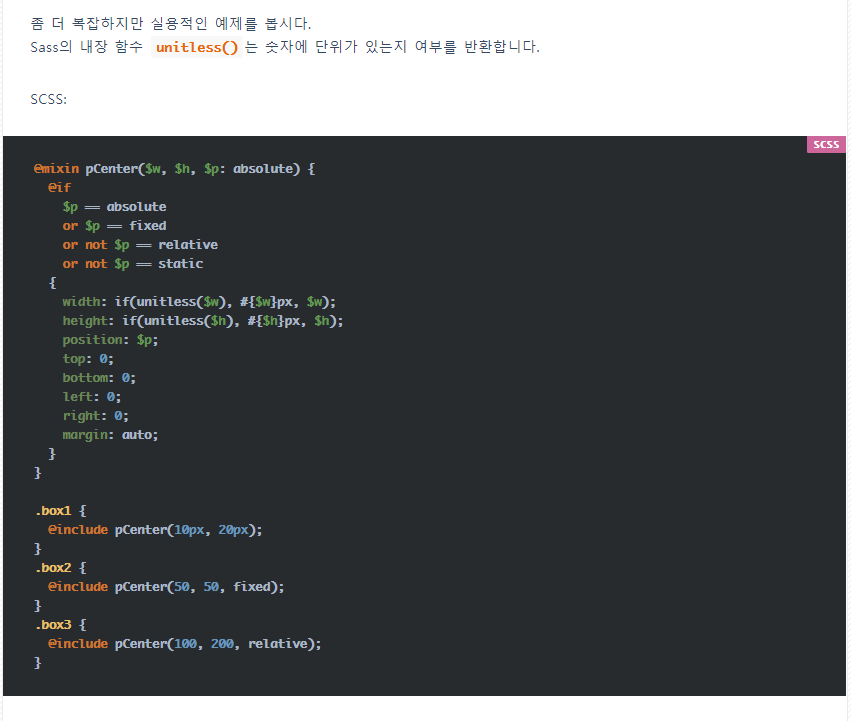 좀 더 복잡하지만 실용적인 예제를 봅시다.
Sass의 내장 함수 unitless() 는 숫자에 단위가 있는지 여부를 반환합니다.
SCSS:
SCSS
@mixin pCenter($w, $h, $p: absolute) {
  @if
    $p == absolute
    or $p == fixed
    or not $p == relative
    or not $p == static
  {
    width: if(unitless($w), #{$w}px, $w);
    height: if(unitless($h), #{$h}px, $h);
    position: $p;
    top: 0;
    bottom: 0;
    left: 0;
    right: 0;
    margin: auto;
  }
}
.box1 {
  @include pCenter(10px, 20px);
}
.box2 {
  @include pCenter(50, 50, fixed);
}
.box3 {
  @include pCenter(100, 200, relative);
}